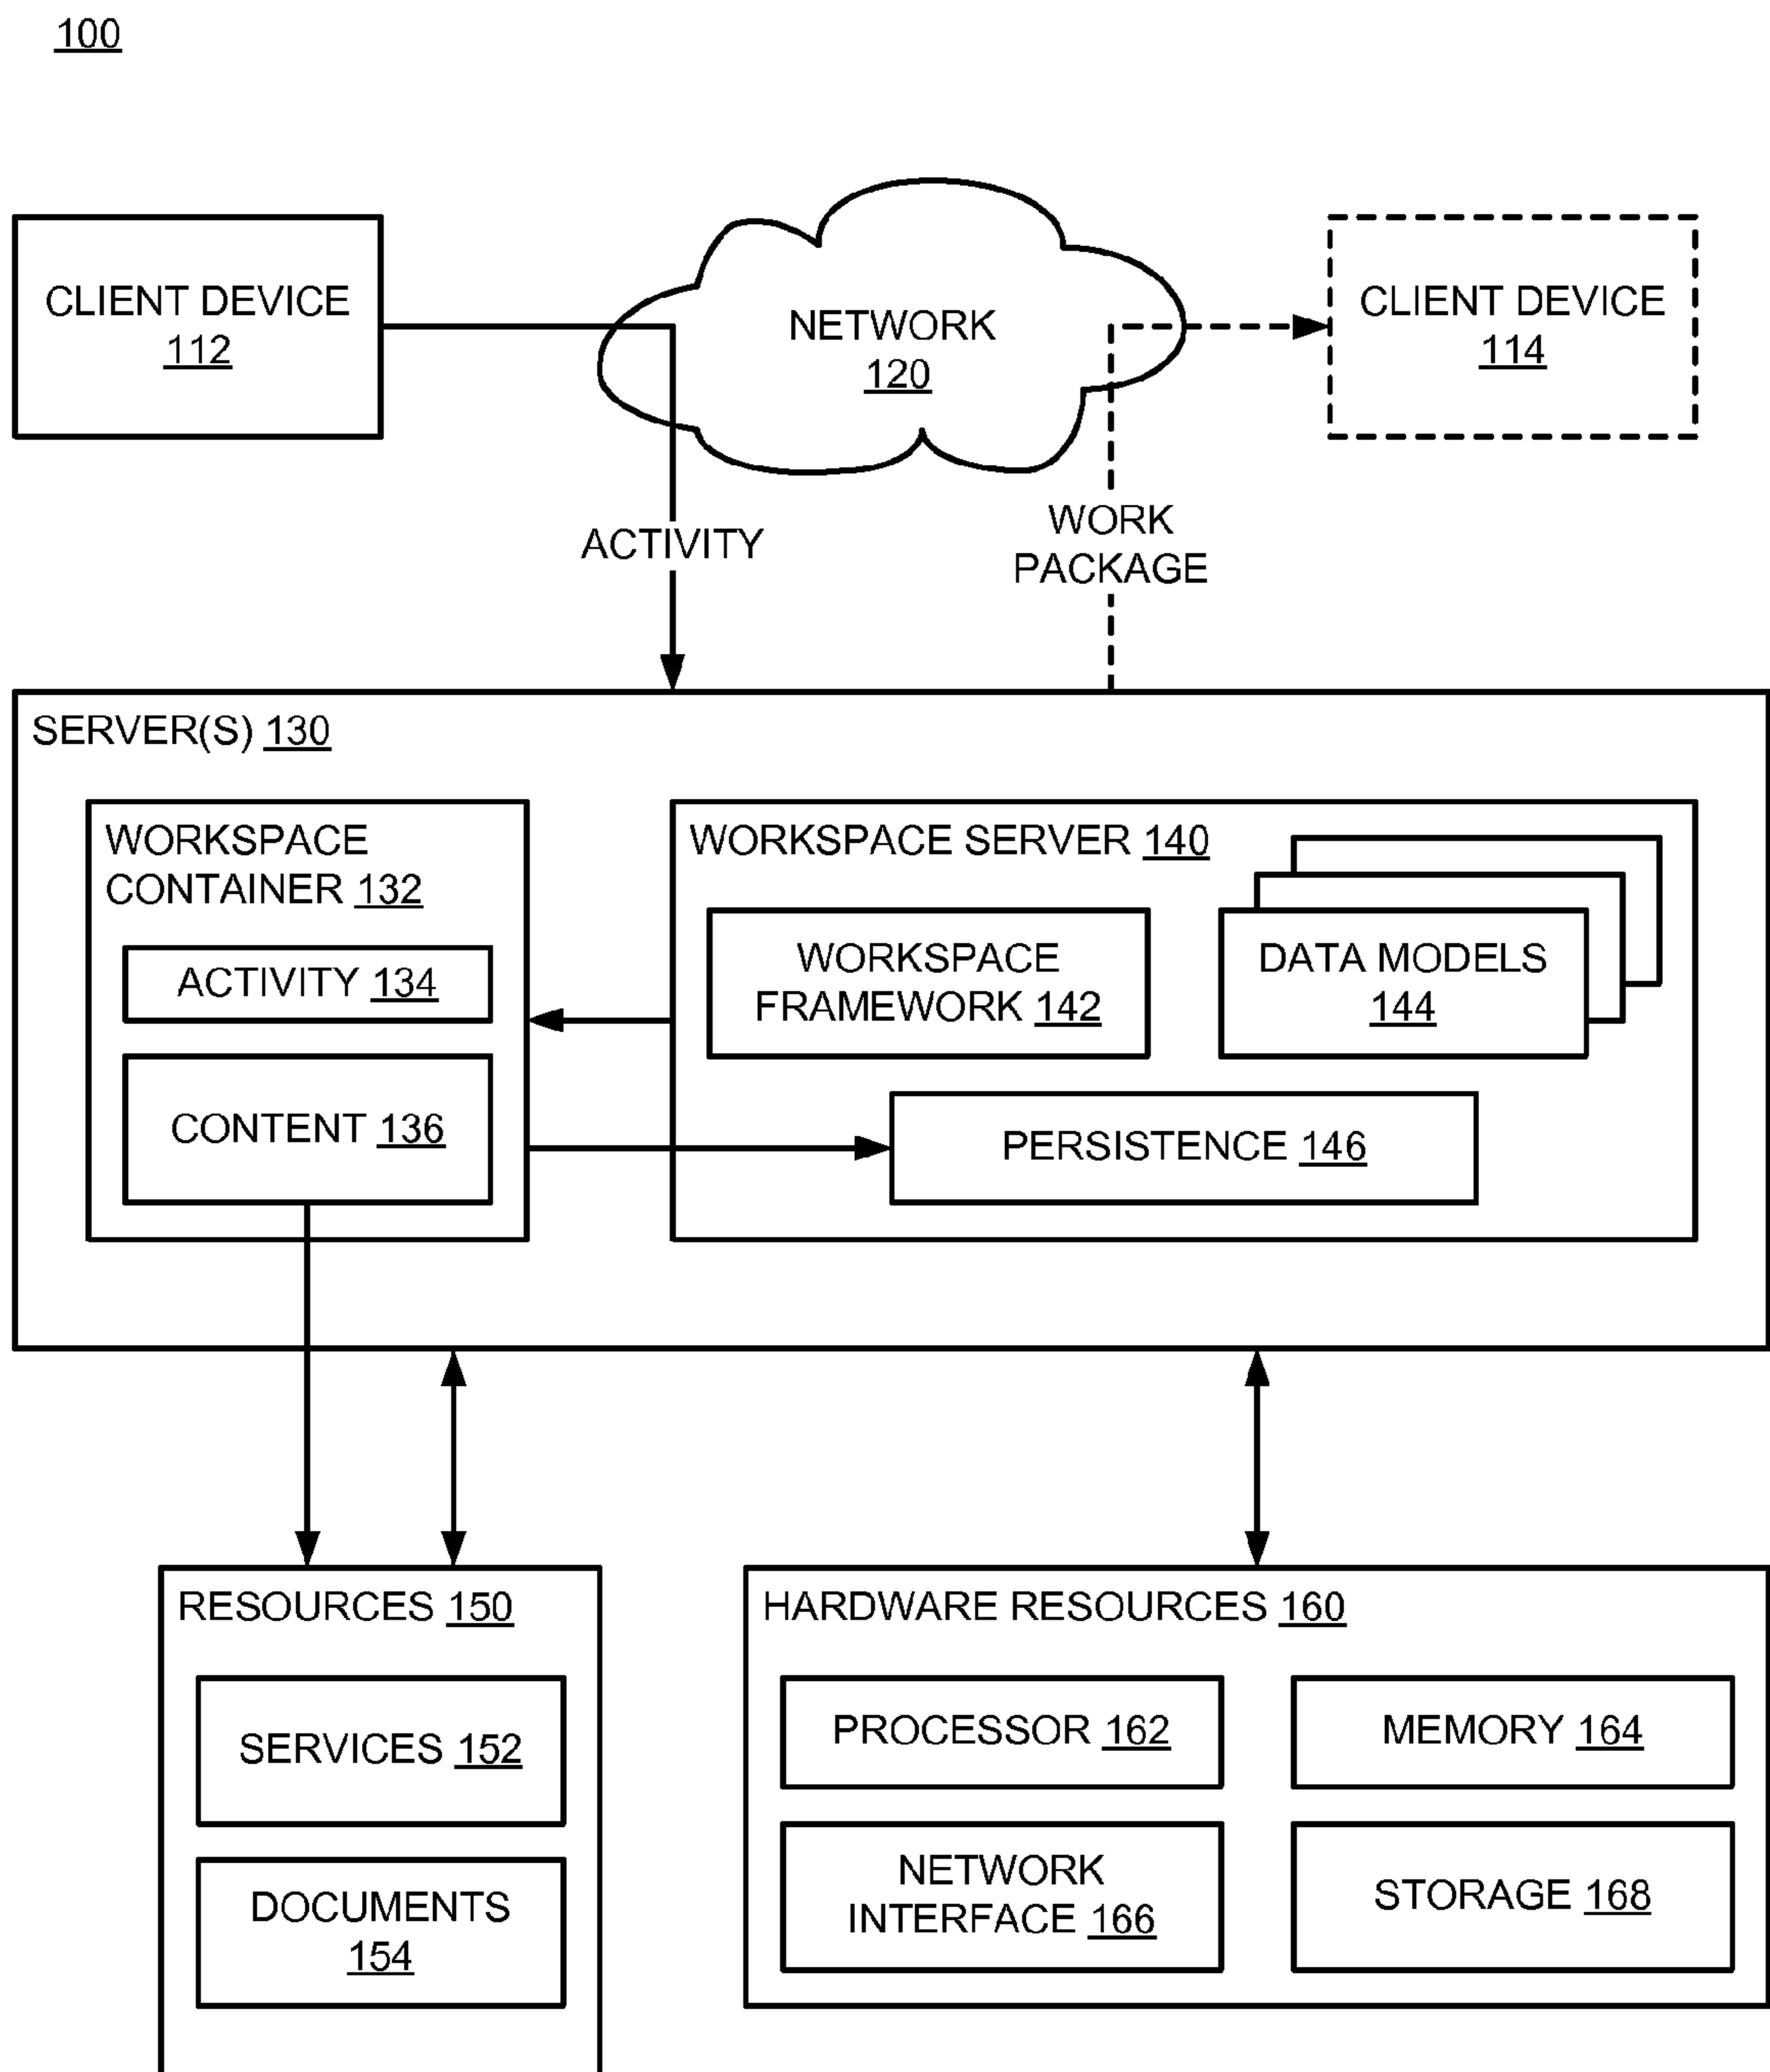 100
CLIENT DEVICE
112
NETWORK
120
CLIENT DEVICE
114
ACTIVITY
WORK
PACKAGE
SERVER(S) 130
WORKSPACE
CONTAINER 132
ACTIVITY 134
CONTENT 136
WORKSPACE SERVER 140
WORKSPACE
FRAMEWORK 142
DATA MODELS
144
PERSISTENCE 146
RESOURCES 150
SERVICES 152
DOCUMENTS
154
HARDWARE RESOURCES 160
PROCESSOR 162
MEMORY 164
NETWORK
INTERFACE 166
STORAGE 168